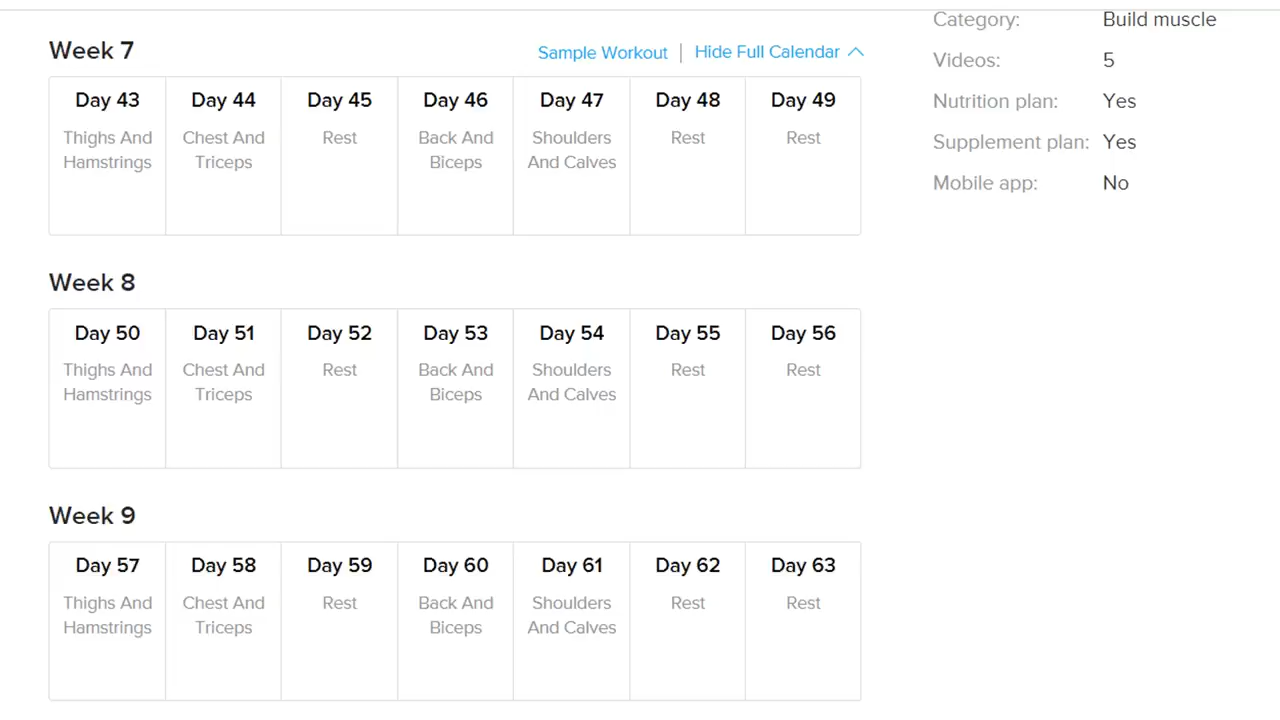 Week 7
Sample Workout | Hide Full Calendar
Day 43 Day 44 Day 45 Day 46 Day 47 Day 48 Day 49
Thighs And Chest And Rest Back And Shoulders Rest Rest
Hamstrings Triceps Biceps And Calves
Week 8
Day 50 Day 51 Day 52 Day 53 Day 54 Day 55 Day 56
Thighs And Chest And Rest Back And Shoulders Rest Rest
Hamstrings Triceps Biceps And Calves
Week 9
Day 57 Day 58 Day 59 Day 60 Day 61 Day 62 Day 63
Thighs And Chest And Rest Back And Shoulders Rest Rest
Hamstrings Triceps Biceps And Calves
Category: Build muscle
Videos: 5
Nutrition plan: Yes
Supplement plan: Yes
Mobile app: No